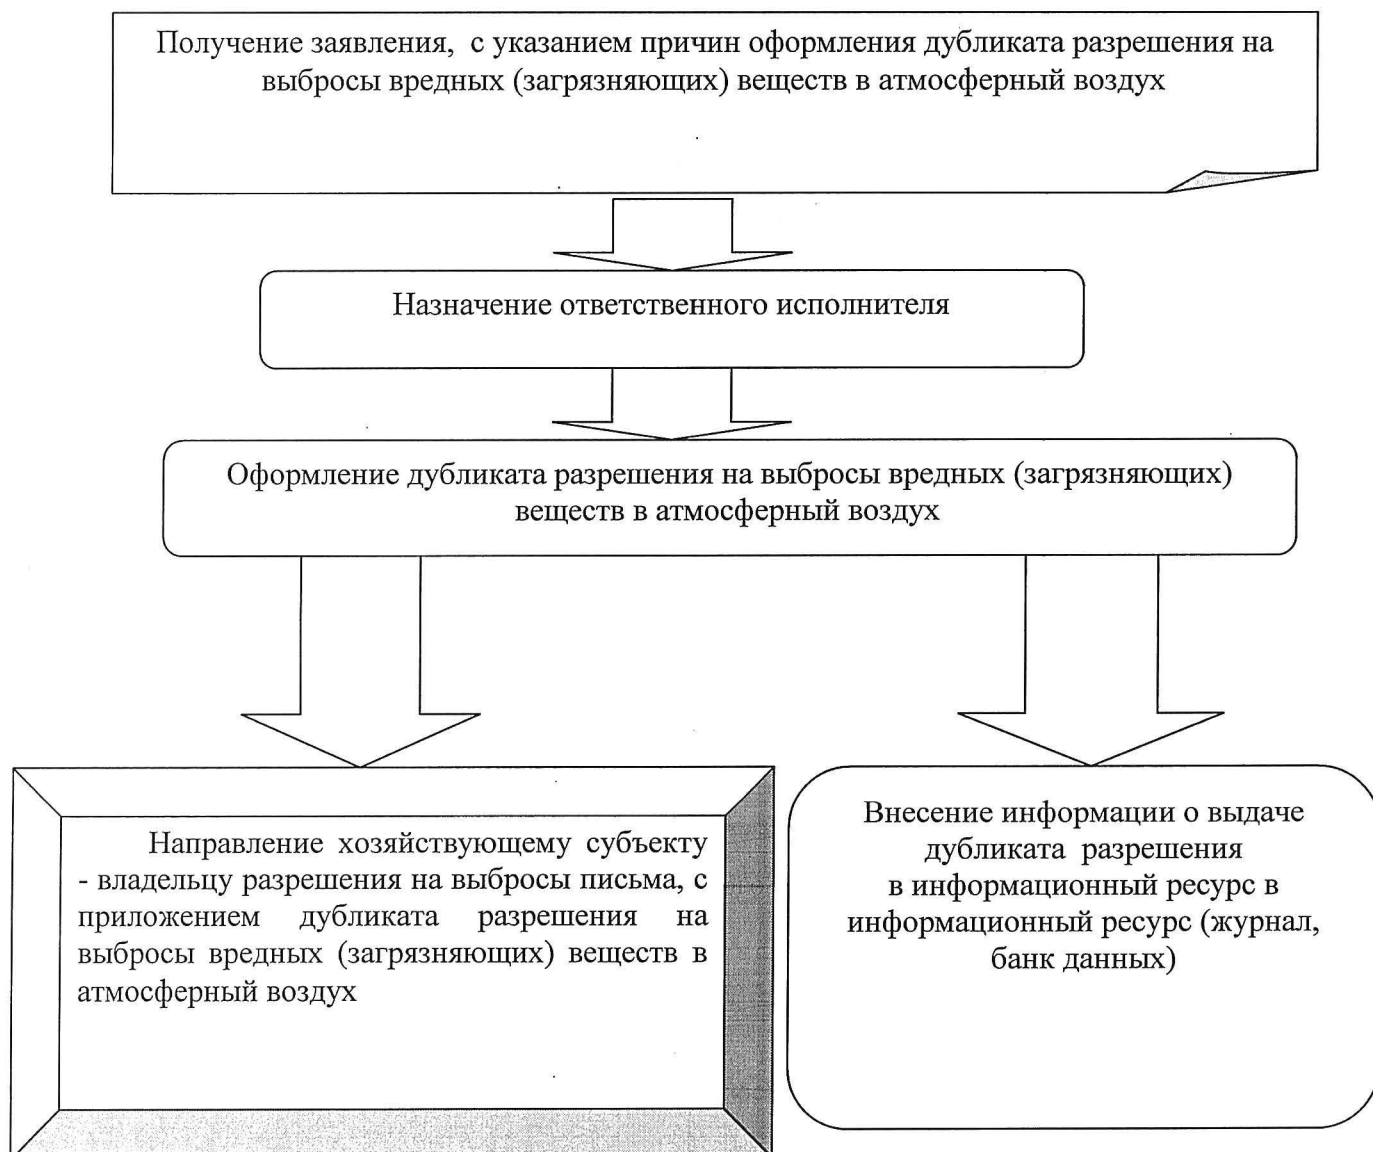 Получение заявления, с указанием причин оформления дубликата разрешения на
выбросы вредных (загрязняющих) веществ в атмосферный воздух
Назначение ответственного исполнителя
Оформление дубликата разрешения на выбросы вредных (загрязняющих)
веществ в атмосферный воздух
Направление хозяйствующему субъекту
- владельцу разрешения на выбросы письма, с
приложением дубликата разрешения на
выбросы вредных (загрязняющих) веществ в
атмосферный воздух
Внесение информации о выдаче
дубликата разрешения
в информационный ресурс в
информационный ресурс (журнал,
банк данных)